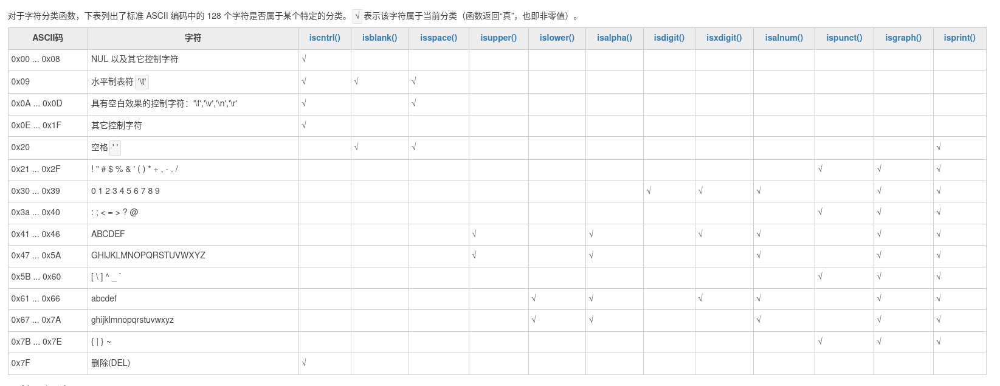 对于字符分类函数，下表列出了标准 ASCII 编码中的 128 个字符是否属于某个特定的分类。 √ 表示该字符属于当前分类（函数返回“真”，也即非零值）。
ASCII码 字符 iscntrl() isblank() isspace() isupper() islower() isalpha() isdigit() isxdigit() isalnum() ispunct() isgraph() isprint()
0x00 ... 0x08 NUL 以及其它控制字符 √
0x09 水平制表符 '\t' √ √ √
0x0A ... 0x0D 具有空白效果的控制字符：'\f','\v','\n','\r' √ √
0x0E ... 0x1F 其它控制字符 √
0x20 空格 ' ' √ √ √
0x21 ... 0x2F ! " # $ % & ' ( ) * + , - . / √ √ √
0x30 ... 0x39 0 1 2 3 4 5 6 7 8 9 √ √ √ √ √
0x3a ... 0x40 : ; < = > ? @ √ √ √
0x41 ... 0x46 ABCDEF √ √ √ √ √ √
0x47 ... 0x5A GHIJKLMNOPQRSTUVWXYZ √ √ √ √ √
0x5B ... 0x60 [ \ ] ^ _ ` √ √ √
0x61 ... 0x66 abcdef √ √ √ √ √ √
0x67 ... 0x7A ghijklmnopqrstuvwxyz √ √ √ √ √
0x7B ... 0x7E { | } ~ √ √ √
0x7F 删除(DEL) √